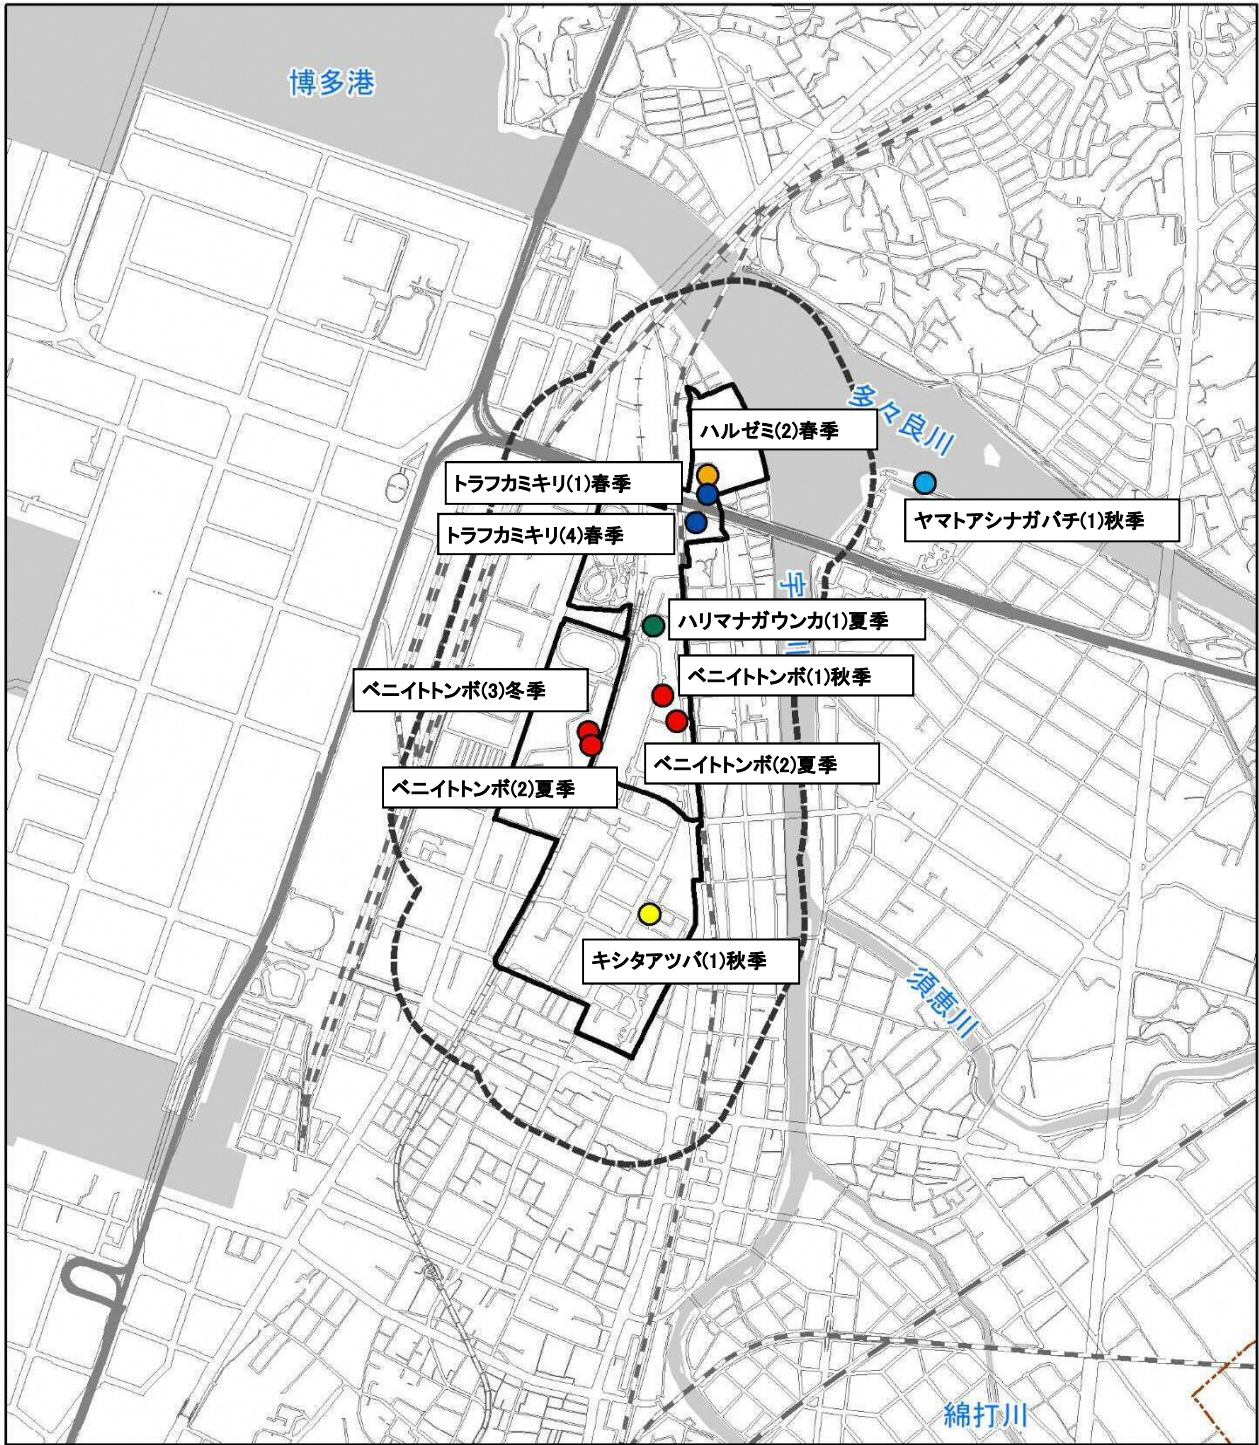 博多港
多々良川
ハルゼミ(2)春季
トラフカミキリ(1)春季
ヤマトアシナガバチ(1)秋季
トラフカミキリ(4)春季
宇
川
ハリマナガウンカ(1)夏季
ベニイトトンボ(1)秋季
ベニイトトンボ(3)冬季
ベニイトトンボ(2)夏季
ベニイトトンボ(2)夏季
キシタアツバ(1)秋季
須恵川
綿打川